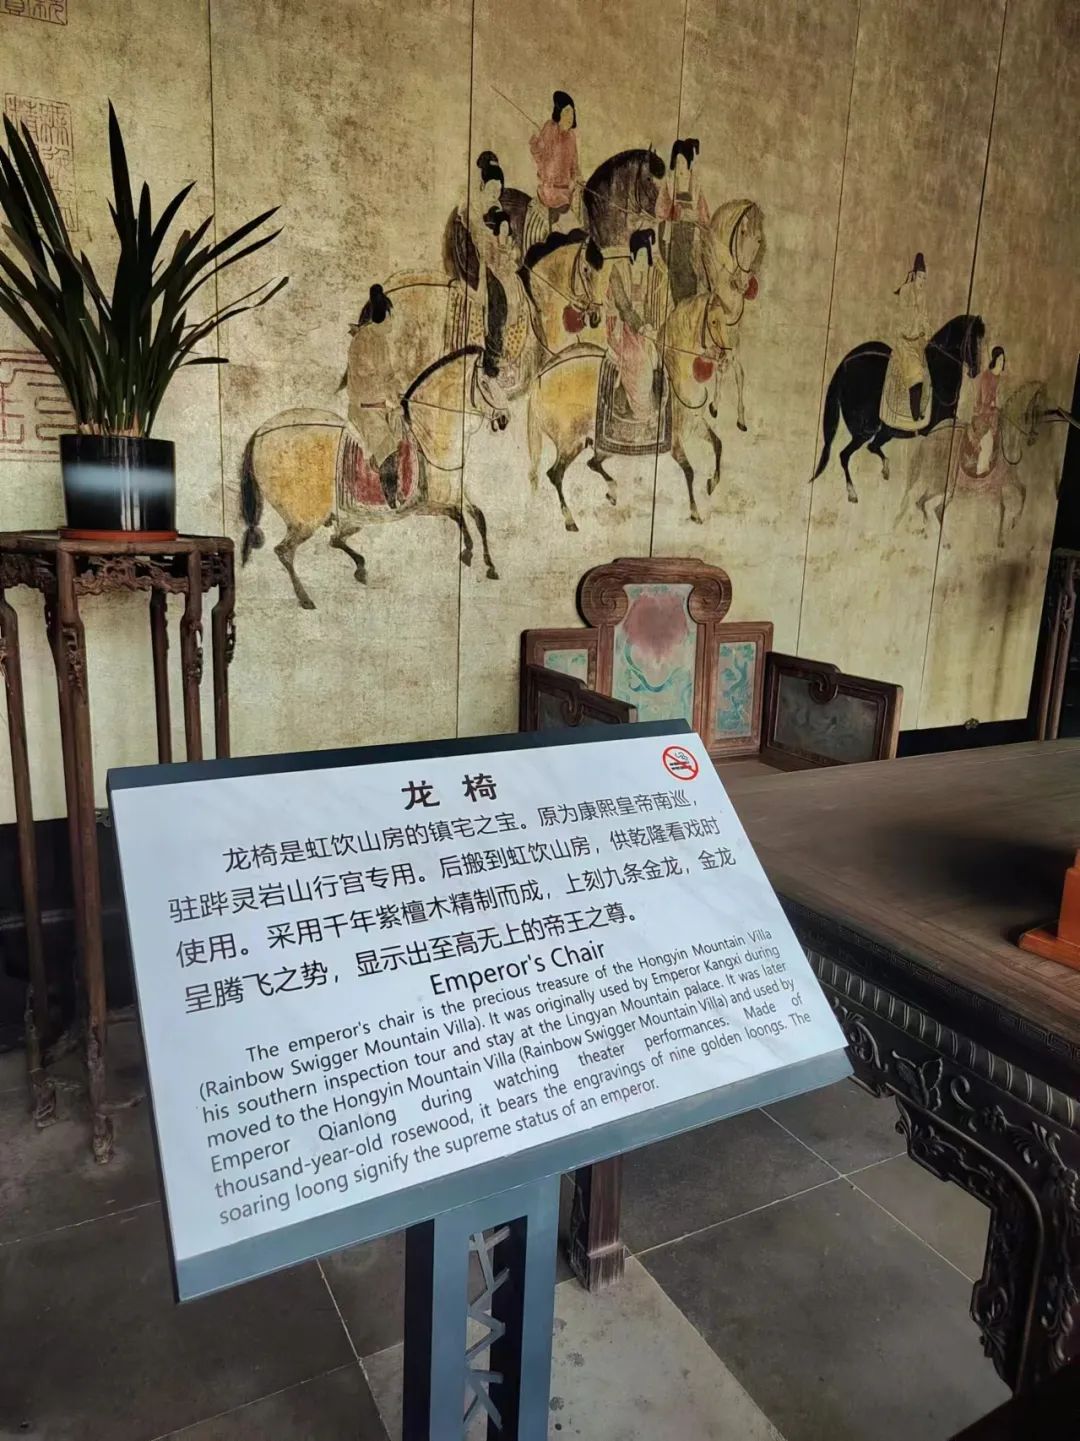 龙椅
龙椅是虹饮山房的镇宅之宝。原为康熙皇帝南巡，
驻跸灵岩山行宫专用。后搬到虹饮山房，供乾隆看戏时
使用。采用千年紫檀木精制而成，上刻九条金龙，金龙
呈腾飞之势，显示出至高无上的帝王之尊。
Emperor's Chair
The emperor's chair is the precious treasure of the Hongyin Mountain Villa
(Rainbow Swigger Mountain Villa). It was originally used by Emperor Kangxi during
his southern inspection tour and stay at the Lingyan Mountain palace. It was later
moved to the Hongyin Mountain Villa (Rainbow Swigger Mountain Villa) and used by
Emperor Qianlong during watching theater performances. Made of
thousand-year-old rosewood, it bears the engravings of nine golden loongs. The
soaring loong signify the supreme status of an emperor.